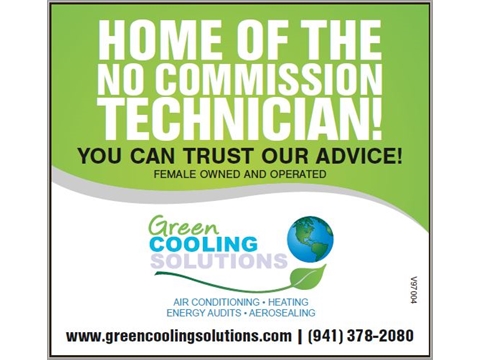 HOME OF THE
NO COMMISSION
TECHNICIAN!
YOU CAN TRUST OUR ADVICE!
FEMALE OWNED AND OPERATED
Green
COOLING
SOLUTIONS
AIR CONDITIONING • HEATING
ENERGY AUDITS • AEROSEALING
V97004
www.greencoolingsolutions.com | (941) 378-2080